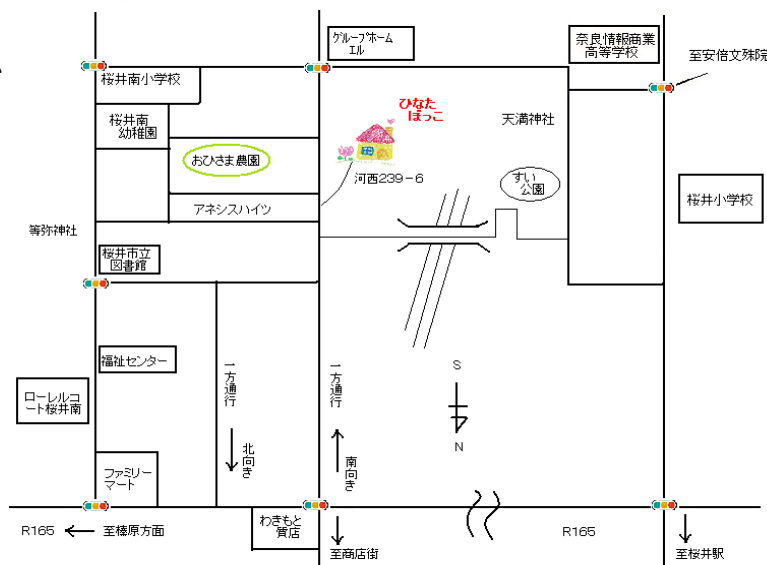 グループホーム
エル
奈良情報商業
高等学校
至安倍文殊院
桜井南小学校
ひなた
ぼっこ
桜井南
幼稚園
天満神社
おひさま農園
河西239-6
すい
公園
桜井小学校
アネシスハイツ
等弥神社
桜井市立
図書館
福祉センター
一方通行
一方通行
S
ローレルコ
ート桜井南
N
北向き
南向き
ファミリー
マート
わきもと
質店
R165
至榛原方面
R165
至商店街
至桜井駅